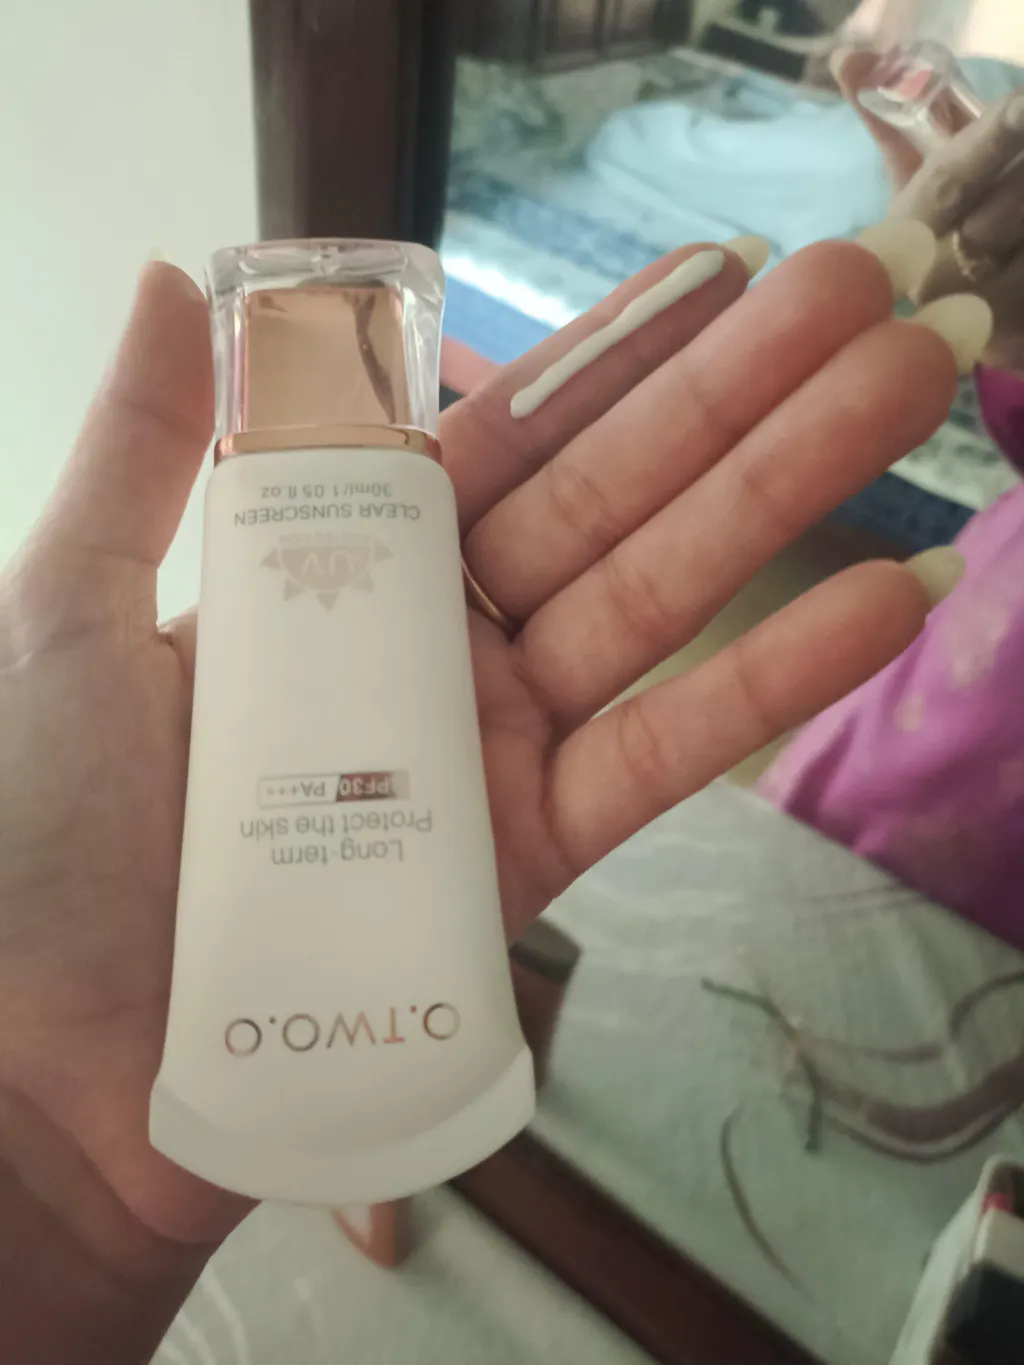 O.TWO.O
Long-term
Protect the skin
SPF30 PA+++
UV
CLEAR SUNSCREEN
30ml/1.05 fl.oz